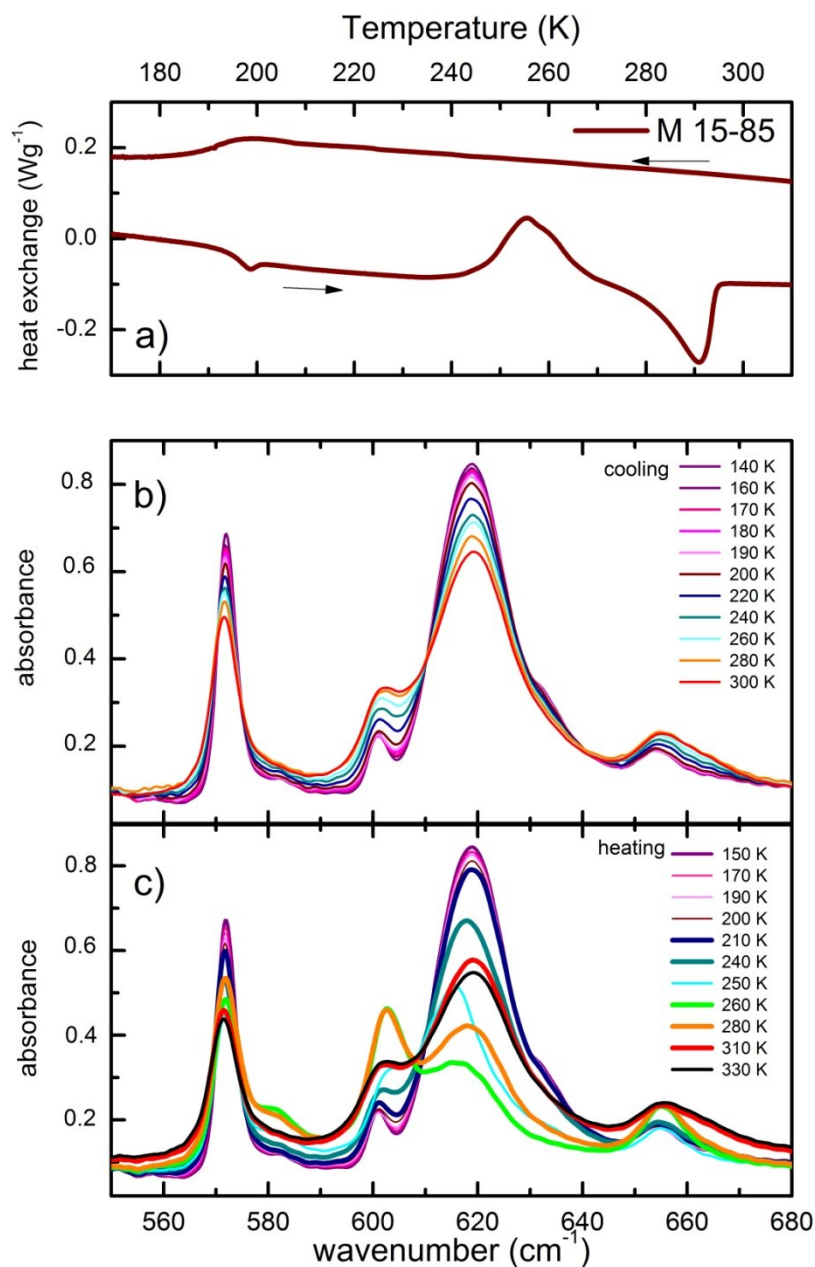 Temperature (K)
180 200 220 240 260 280 300
0.2
0.0
-0.2
heat exchange (Wg⁻¹)
M 15-85
a)
b)
cooling
140 K
160 K
170 K
180 K
190 K
200 K
220 K
240 K
260 K
280 K
300 K
0.8
0.6
0.4
0.2
absorbance
c)
heating
150 K
170 K
190 K
200 K
210 K
240 K
250 K
260 K
280 K
310 K
330 K
0.8
0.6
0.4
0.2
absorbance
560 580 600 620 640 660 680
wavenumber (cm⁻¹)